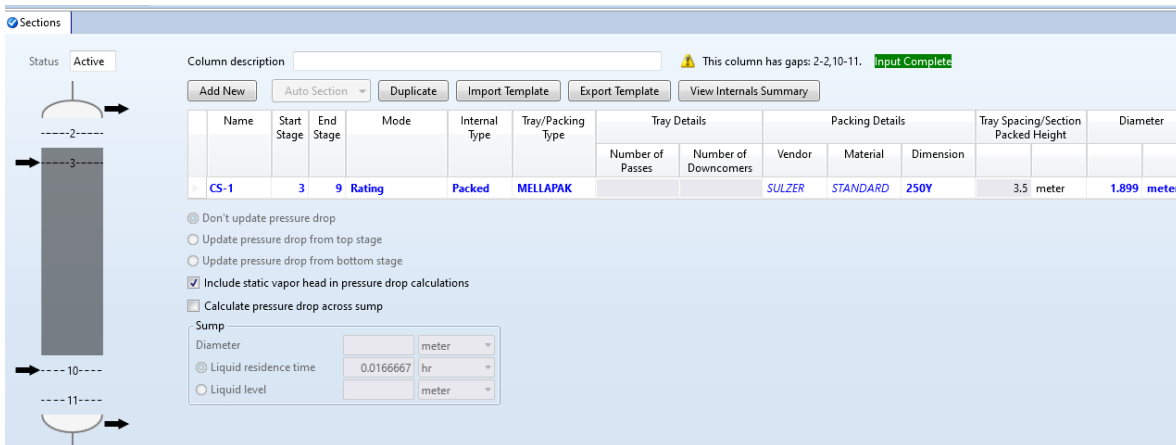 Sections
Status Active
Column description
This column has gaps: 2-2,10-11. Input Complete
Add New Auto Section Duplicate Import Template Export Template View Internals Summary
Name Start Stage End Stage Mode Internal Type Tray/Packing Type Tray Details Packing Details Tray Spacing/Section Packed Height Diameter
Number of Passes Number of Downcomers Vendor Material Dimension
CS-1 3 9 Rating Packed MELLAPAK SULZER STANDARD 250Y 3.5 meter 1.899 mete
-----2-----
-----3-----
Don't update pressure drop
Update pressure drop from top stage
Update pressure drop from bottom stage
Include static vapor head in pressure drop calculations
Calculate pressure drop across sump
Sump
Diameter meter
Liquid residence time 0.0166667 hr
Liquid level meter
----10----
----11----